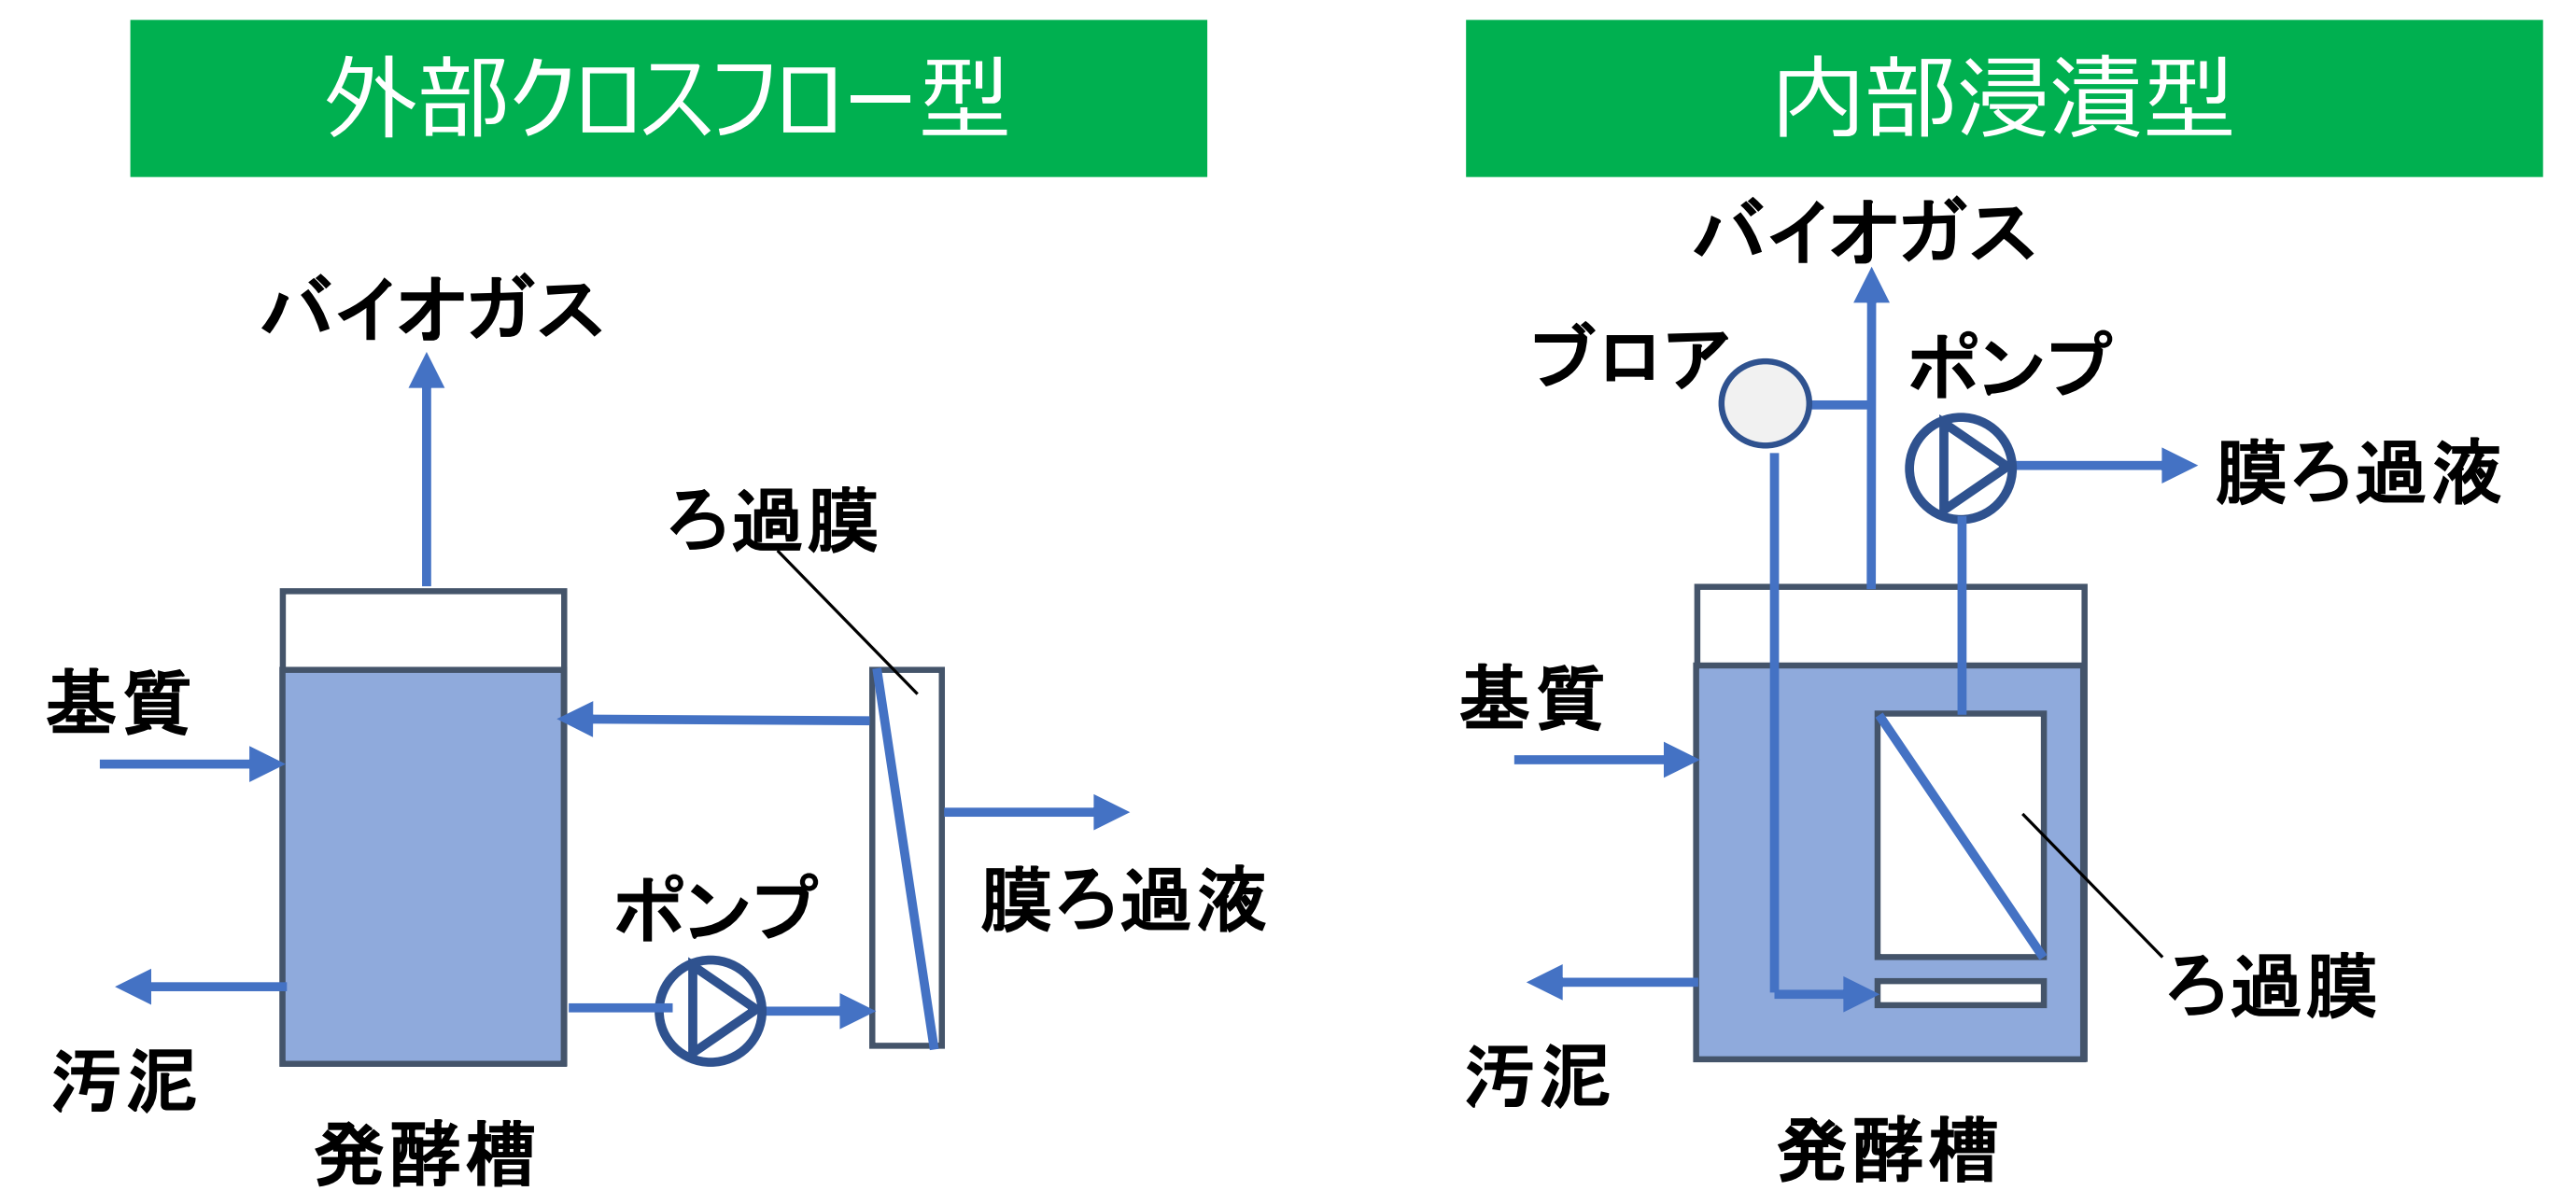 外部クロスフロー型
バイオガス
ろ過膜
基質
ポンプ
膜ろ過液
汚泥
発酵槽
内部浸漬型
バイオガス
ブロア
ポンプ
膜ろ過液
基質
ろ過膜
汚泥
発酵槽